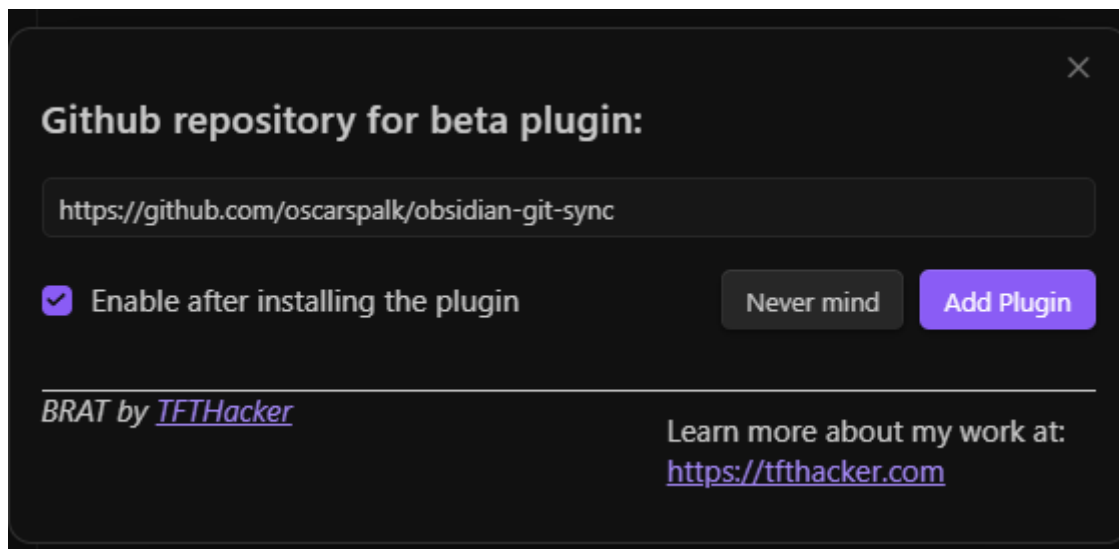 Github repository for beta plugin:
https://github.com/oscarspalk/obsidian-git-sync
Enable after installing the plugin
Never mind
Add Plugin
BRAT by TFTHacker
Learn more about my work at:
https://tfthacker.com